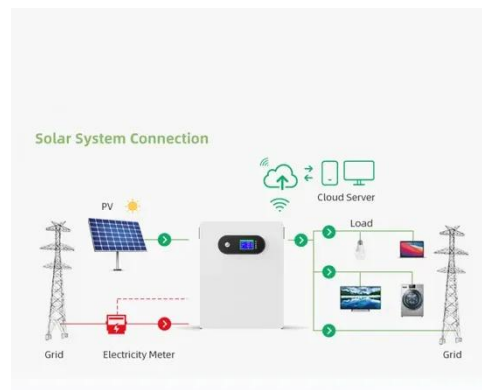 Solar System Connection
Cloud Server
PV
Load
Grid
Electricity Meter
Grid